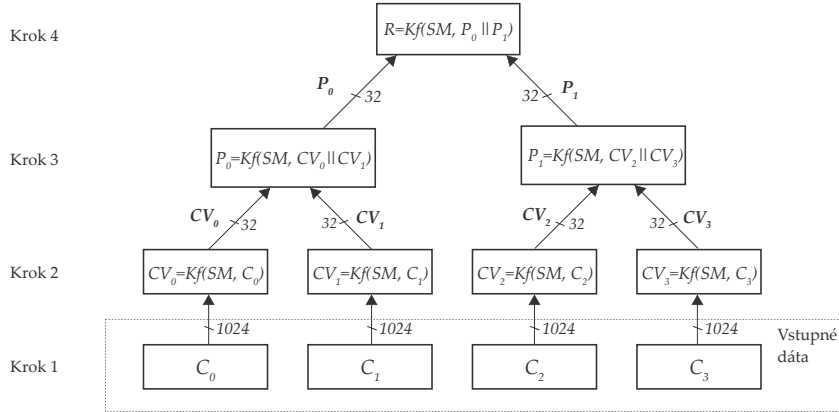 Krok 4
R=Kf(SM, P0 || P1)
P0
32
32
P1
Krok 3
P0=Kf(SM, CV0||CV1)
P1=Kf(SM, CV2||CV3)
CV0
32
32
CV1
CV2
32
32
CV3
Krok 2
CV0=Kf(SM, C0)
CV1=Kf(SM, C1)
CV2=Kf(SM, C2)
CV3=Kf(SM, C3)
1024
1024
1024
1024
Vstupné
dáta
Krok 1
C0
C1
C2
C3